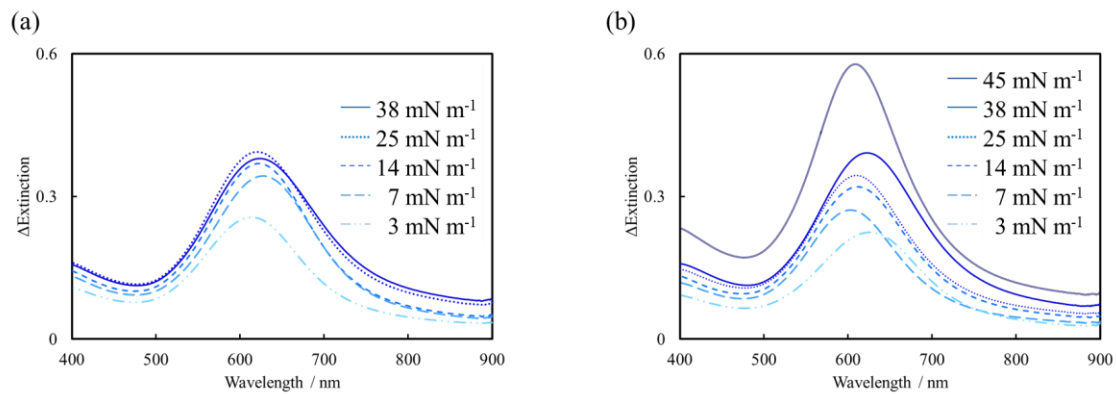 (a)
0.6
0.3
0
ΔExtinction
38 mN m⁻¹
25 mN m⁻¹
14 mN m⁻¹
7 mN m⁻¹
3 mN m⁻¹
400 500 600 700 800 900
Wavelength / nm
(b)
0.6
0.3
0
ΔExtinction
45 mN m⁻¹
38 mN m⁻¹
25 mN m⁻¹
14 mN m⁻¹
7 mN m⁻¹
3 mN m⁻¹
400 500 600 700 800 900
Wavelength / nm